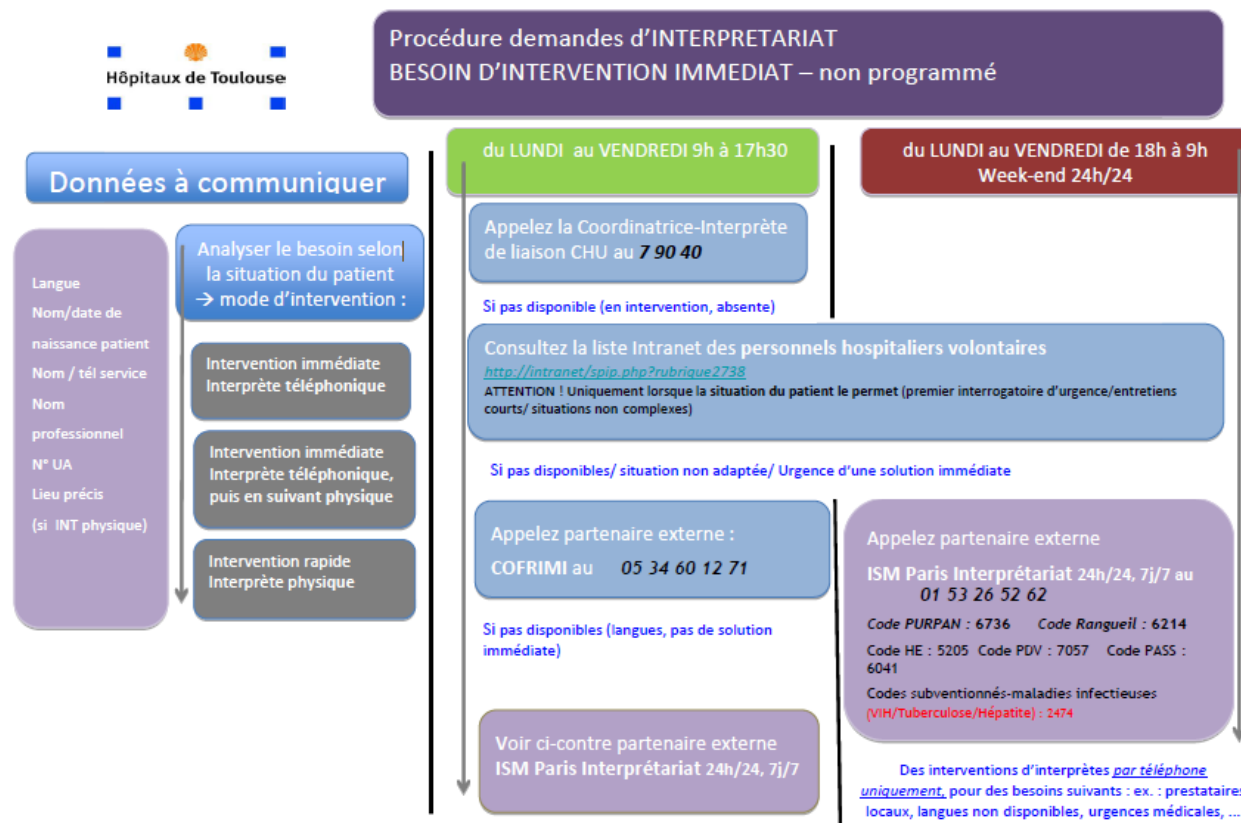 Hôpitaux de Toulouse
Procédure demandes d'INTERPRETARIAT
BESOIN D'INTERVENTION IMMEDIAT – non programmé
Données à communiquer
Langue
Nom/date de
naissance patient
Nom / tél service
Nom
professionnel
N° UA
Lieu précis
(si INT physique)
Analyser le besoin selon
la situation du patient
→ mode d'intervention :
Intervention immédiate
Interprète téléphonique
Intervention immédiate
Interprète téléphonique,
puis en suivant physique
Intervention rapide
Interprète physique
du LUNDI au VENDREDI 9h à 17h30
Appelez la Coordinatrice-Interprète
de liaison CHU au 7 90 40
Si pas disponible (en intervention, absente)
du LUNDI au VENDREDI de 18h à 9h
Week-end 24h/24
Consultez la liste Intranet des personnels hospitaliers volontaires
http://intranet/spip.php?rubrique2738
ATTENTION ! Uniquement lorsque la situation du patient le permet (premier interrogatoire d'urgence/entretiens
courts/ situations non complexes)
Si pas disponibles/ situation non adaptée/ Urgence d'une solution immédiate
Appelez partenaire externe :
COFRIMI au 05 34 60 12 71
Si pas disponibles (langues, pas de solution
immédiate)
Voir ci-contre partenaire externe
ISM Paris Interprétariat 24h/24, 7j/7
Appelez partenaire externe
ISM Paris Interprétariat 24h/24, 7j/7 au
01 53 26 52 62
Code PURPAN : 6736 Code Rangueil : 6214
Code HE : 5205 Code PDV : 7057 Code PASS :
6041
Codes subventionnés-maladies infectieuses
(VIH/Tuberculose/Hépatite) : 2474
Des interventions d'interprètes par téléphone
uniquement, pour des besoins suivants : ex. : prestataires
locaux, langues non disponibles, urgences médicales, ....